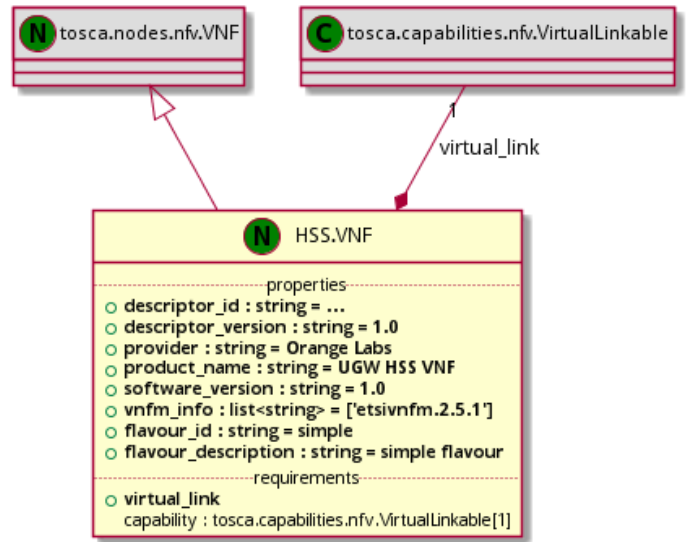 N tosca.nodes.nfv.VNF
C tosca.capabilities.nfv.VirtualLinkable
1
virtual_link
N HSS.VNF
properties
descriptor_id : string = ...
descriptor_version : string = 1.0
provider : string = Orange Labs
product_name : string = UGW HSS VNF
software_version : string = 1.0
vnfm_info : list<string> = ['etsivnfm.2.5.1']
flavour_id : string = simple
flavour_description : string = simple flavour
requirements
virtual_link
capability : tosca.capabilities.nfv.VirtualLinkable[1]